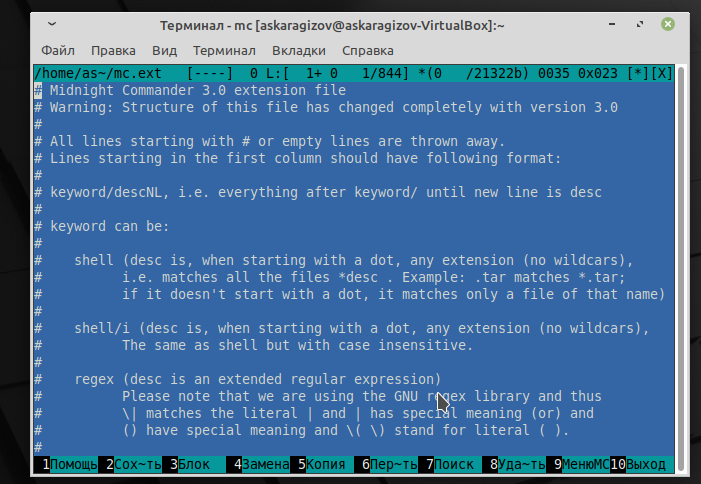 Терминал - mc [askaragizov@askaragizov-VirtualBox]:~
Файл Правка Вид Терминал Вкладки Справка
/home/as~/mc.ext [----] 0 L:[ 1+ 0 1/844] *(0 /21322b) 0035 0x023 [*][X]
# Midnight Commander 3.0 extension file
# Warning: Structure of this file has changed completely with version 3.0
#
# All lines starting with # or empty lines are thrown away.
# Lines starting in the first column should have following format:
#
# keyword/descNL, i.e. everything after keyword/ until new line is desc
#
# keyword can be:
#
# shell (desc is, when starting with a dot, any extension (no wildcars),
# i.e. matches all the files *desc . Example: .tar matches *.tar;
# if it doesn't start with a dot, it matches only a file of that name)
#
# shell/i (desc is, when starting with a dot, any extension (no wildcars),
# The same as shell but with case insensitive.
#
# regex (desc is an extended regular expression)
# Please note that we are using the GNU regex library and thus
# \| matches the literal | and | has special meaning (or) and
# () have special meaning and \( \) stand for literal ( ).
#
1Помощь 2Сох~ть 3Блок 4Замена 5Копия 6Пер~ть 7Поиск 8Уда~ть 9МенюMC 10Выход